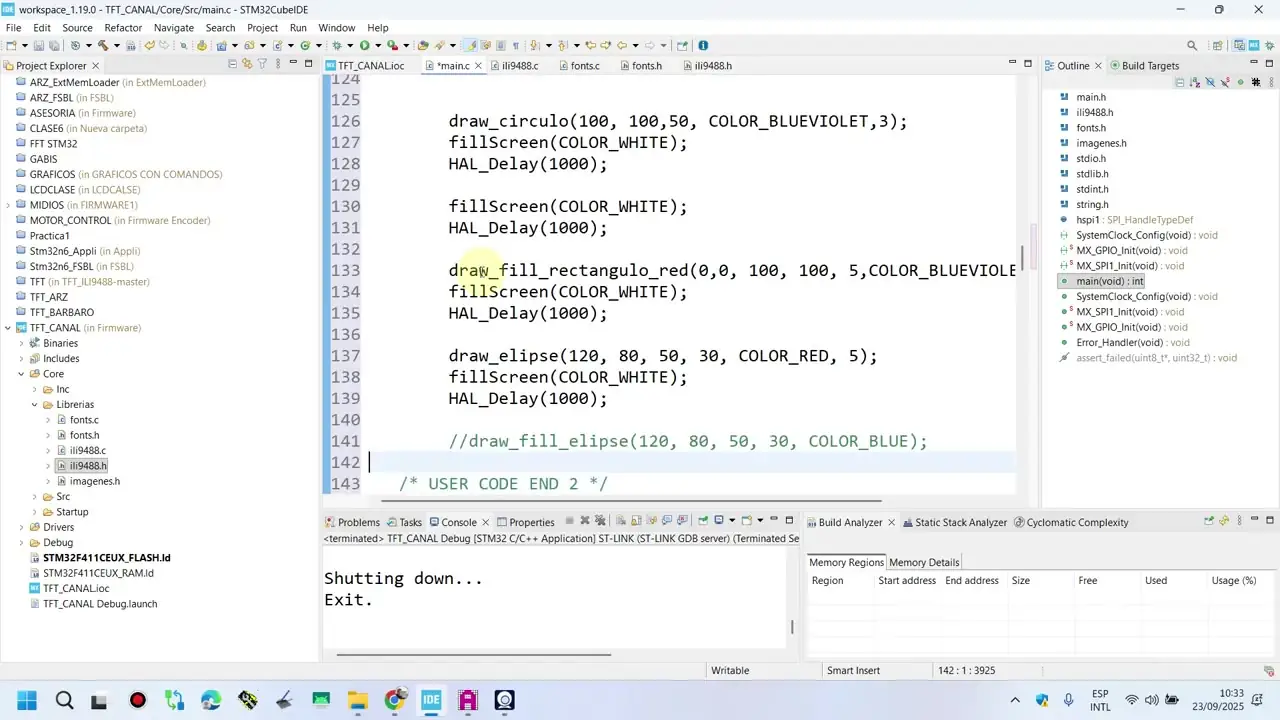 workspace_1.19.0 - TFT_CANAL/Core/Src/main.c - STM32CubeIDE
File Edit Source Refactor Navigate Search Project Run Window Help
Project Explorer
ARZ_ExtMemLoader (in ExtMemLoader)
ARZ_FSBL (in FSBL)
ASESORIA (in Firmware)
CLASE6 (in Nueva carpeta)
FFT STM32
GABIS
GRAFICOS (in GRAFICOS CON COMANDOS)
LCDCLASE (in LCDCALSE)
MIDIOS (in FIRMWARE1)
MOTOR_CONTROL (in Firmware Encoder)
Practica1
Stm32n6_Appli (in Appli)
Stm32n6_FSBL (in FSBL)
TFT (in TFT_ILI9488-master)
TFT_ARZ
TFT_BARBARO
TFT_CANAL (in Firmware)
Binaries
Includes
Core
Inc
Librerias
fonts.c
fonts.h
ili9488.c
ili9488.h
imagenes.h
Src
Startup
Drivers
Debug
STM32F411CEUX_FLASH.ld
STM32F411CEUX_RAM.ld
TFT_CANAL.ioc
TFT_CANAL Debug.launch
TFT_CANAL.ioc *main.c ili9488.c fonts.c fonts.h ili9488.h
124
125
126 draw_circulo(100, 100,50, COLOR_BLUEVIOLET,3);
127 fillScreen(COLOR_WHITE);
128 HAL_Delay(1000);
129
130 fillScreen(COLOR_WHITE);
131 HAL_Delay(1000);
132
133 draw_fill_rectangulo_red(0,0, 100, 100, 5,COLOR_BLUEVIOLE
134 fillScreen(COLOR_WHITE);
135 HAL_Delay(1000);
136
137 draw_elipse(120, 80, 50, 30, COLOR_RED, 5);
138 fillScreen(COLOR_WHITE);
139 HAL_Delay(1000);
140
141 //draw_fill_elipse(120, 80, 50, 30, COLOR_BLUE);
142
143 /* USER CODE END 2 */
Outline Build Targets
main.h
ili9488.h
fonts.h
imagenes.h
stdio.h
stdlib.h
stdint.h
string.h
hspi1 : SPI_HandleTypeDef
SystemClock_Config(void) : void
MX_GPIO_Init(void) : void
MX_SPI1_Init(void) : void
main(void) : int
SystemClock_Config(void) : void
MX_SPI1_Init(void) : void
MX_GPIO_Init(void) : void
Error_Handler(void) : void
assert_failed(uint8_t*, uint32_t) : void
Problems Tasks Console Properties
<terminated> TFT_CANAL Debug [STM32 C/C++ Application] ST-LINK (ST-LINK GDB server) (Terminated Se
Shutting down...
Exit.
Build Analyzer Static Stack Analyzer Cyclomatic Complexity
Memory Regions Memory Details
Region Start address End address Size Free Used Usage (%)
Writable Smart Insert 142 : 1 : 3925
IDE
ESP
INTL
10:33
23/09/2025